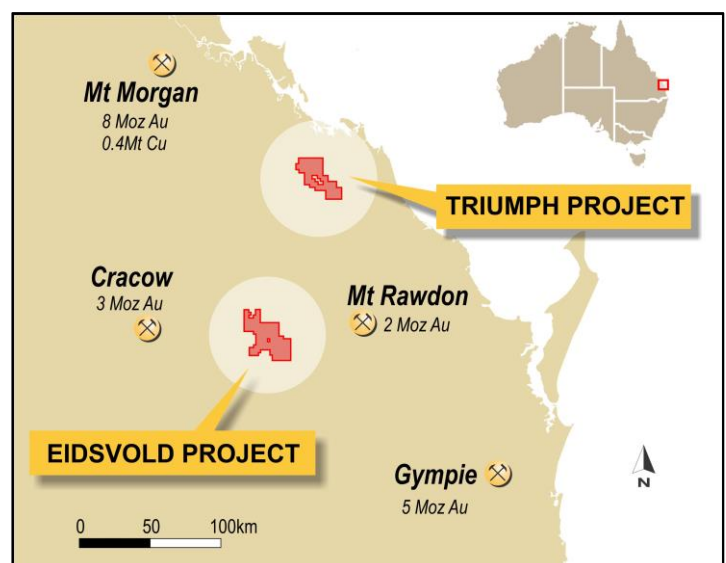 Mt Morgan
8 Moz Au
0.4Mt Cu
TRIUMPH PROJECT
Cracow
3 Moz Au
Mt Rawdon
2 Moz Au
EIDSVOLD PROJECT
Gympie
5 Moz Au
N
0 50 100km